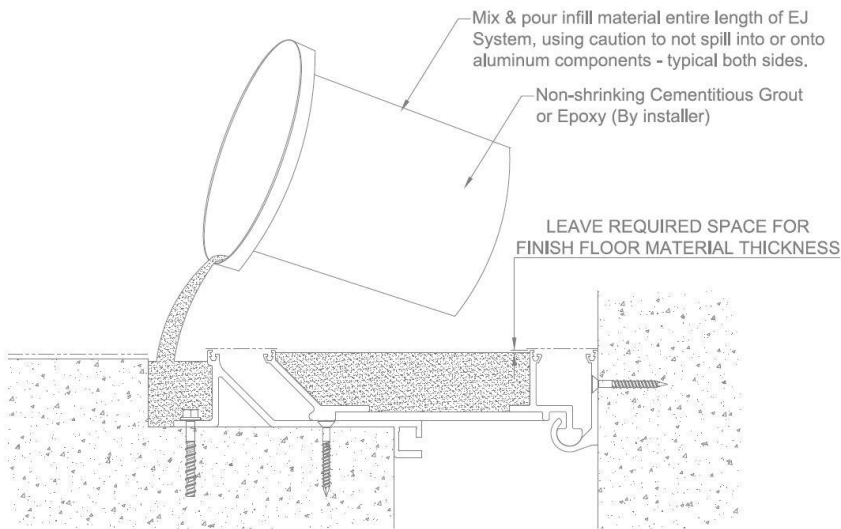 Mix & pour infill material entire length of EJ
System, using caution to not spill into or onto
aluminum components - typical both sides.
Non-shrinking Cementitious Grout
or Epoxy (By installer)
LEAVE REQUIRED SPACE FOR
FINISH FLOOR MATERIAL THICKNESS